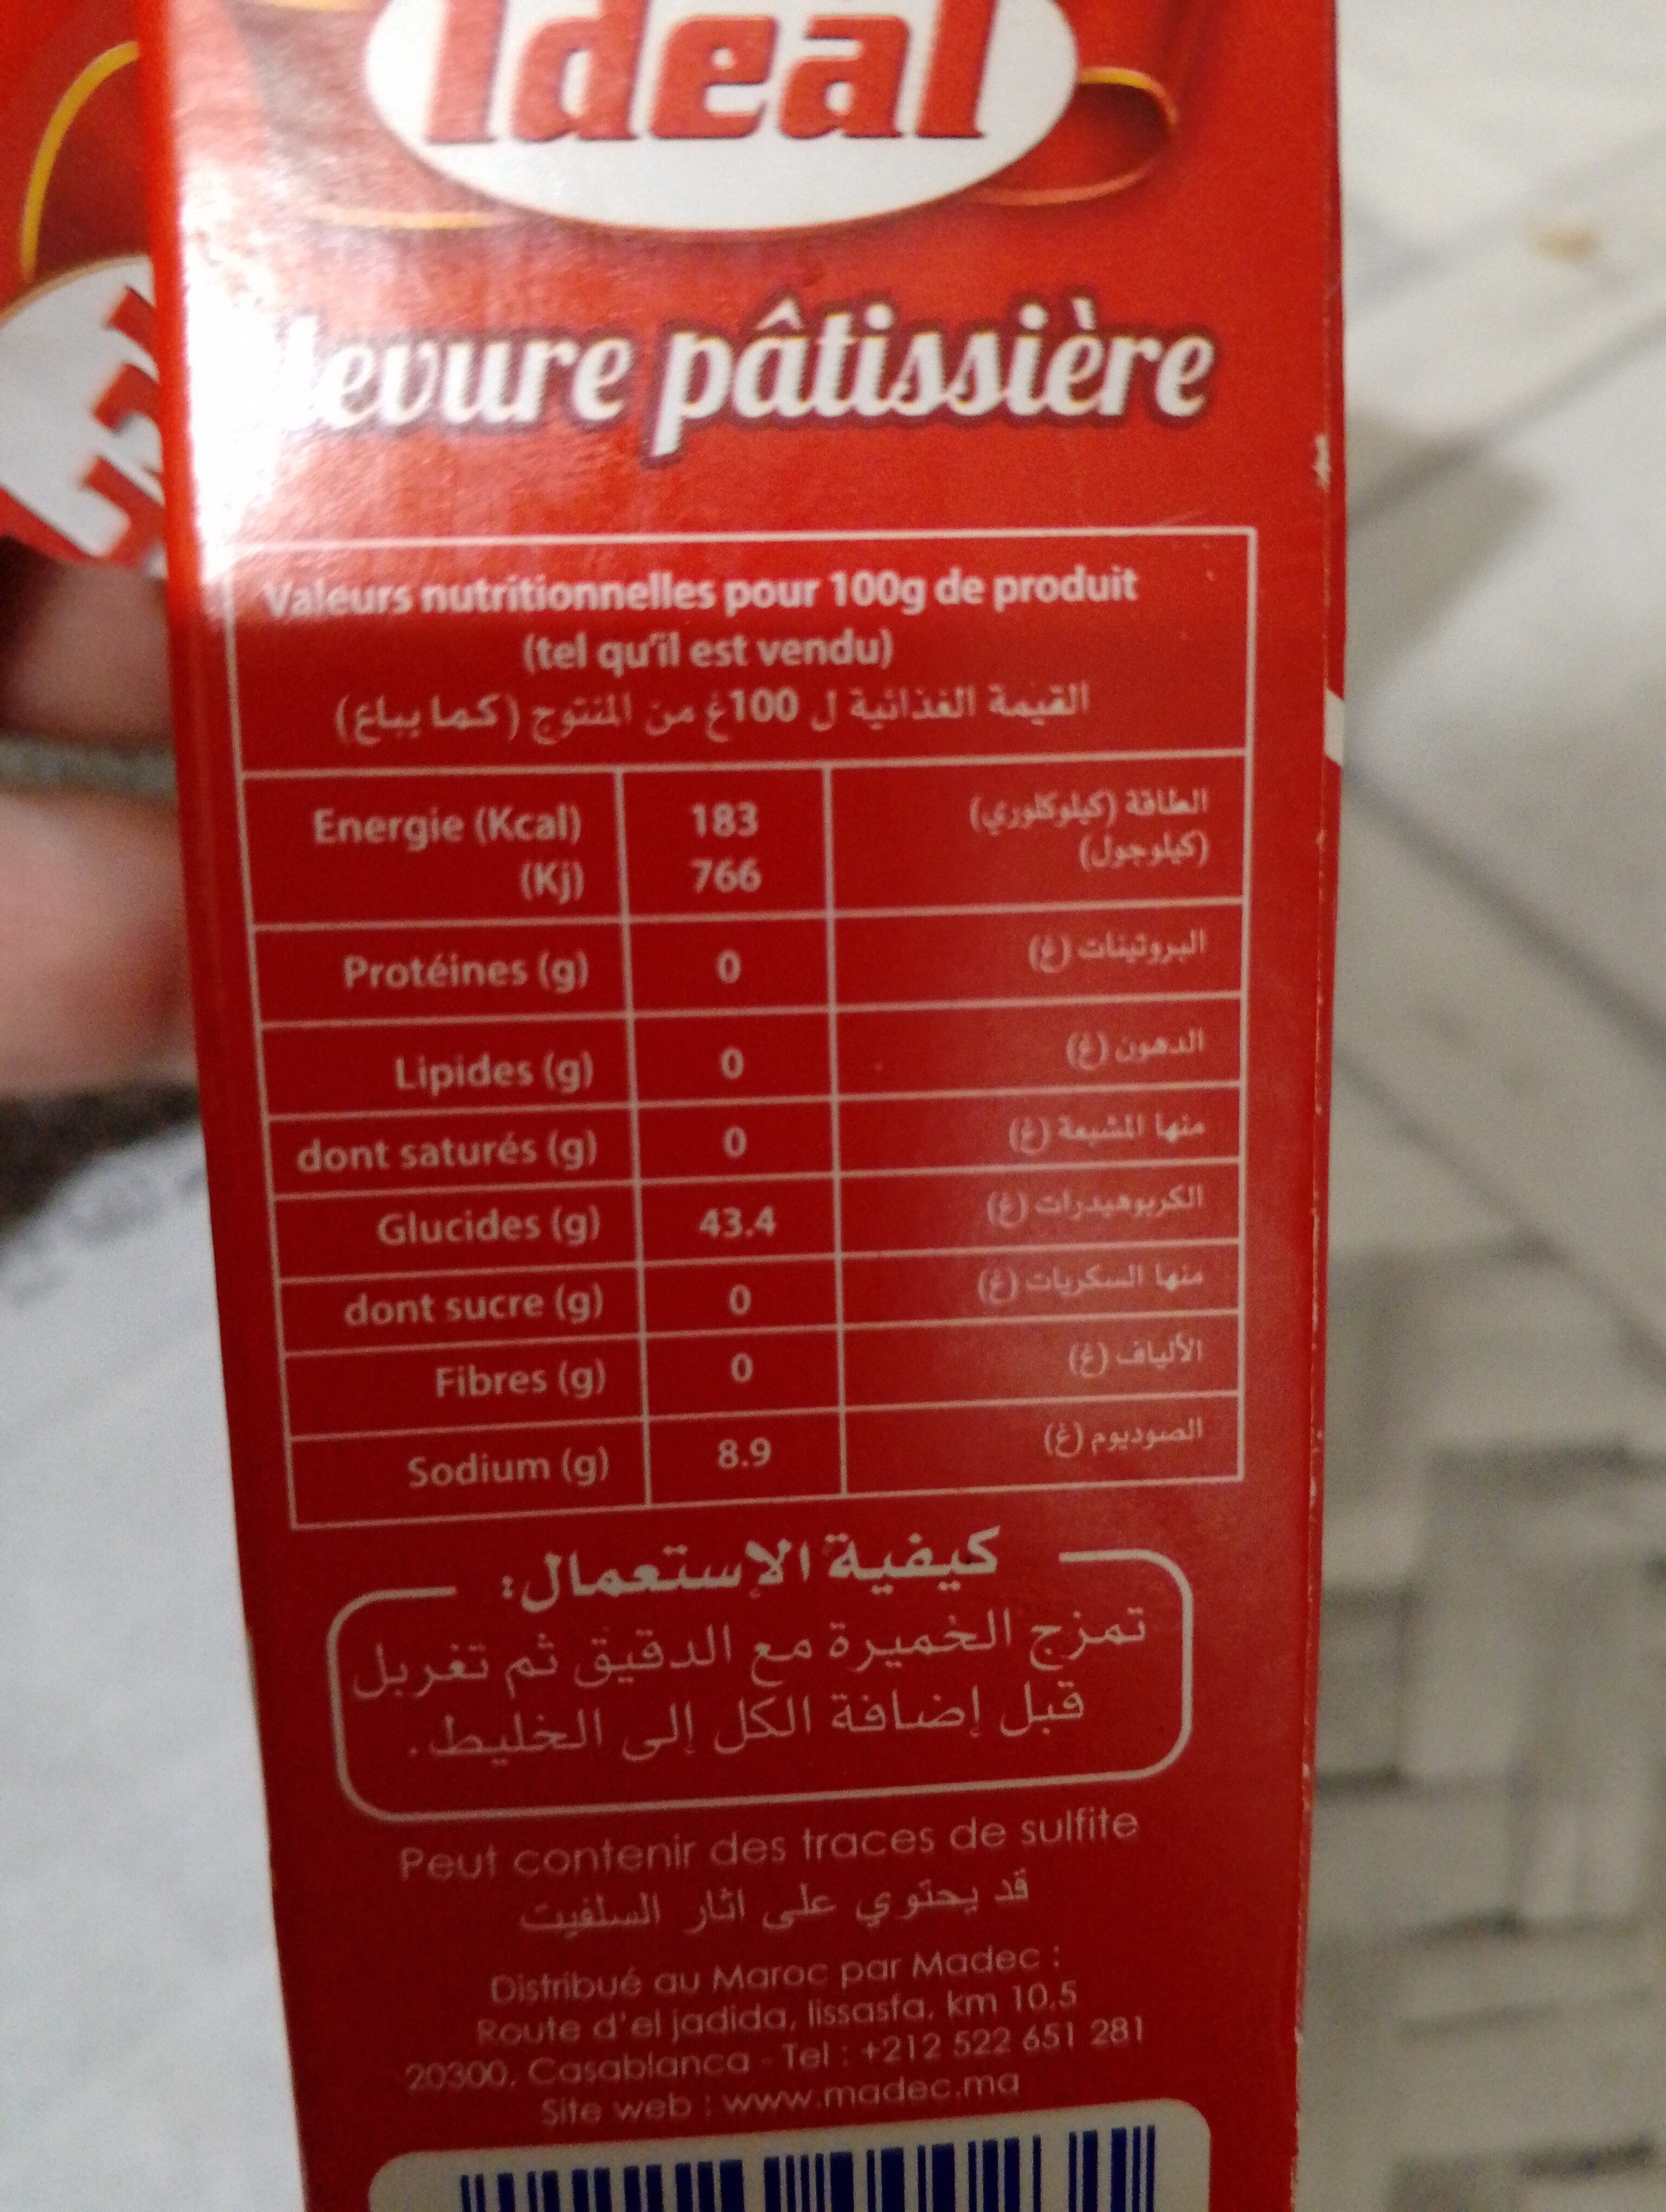 Ideal
levure pâtissière
Valeurs nutritionnelles pour 100g de produit
(tel qu'il est vendu)
القيمة الغذائية ل 100غ من المنتوج (كما يباع)
Energie (Kcal) 183 الطاقة (كيلوكلوري)
(Kj) 766 (كيلوجول)
Protéines (g) 0 البروتينات (غ)
Lipides (g) 0 الدهون (غ)
dont saturés (g) 0 منها المشبعة (غ)
Glucides (g) 43.4 الكربوهيدرات (غ)
dont sucre (g) 0 منها السكريات (غ)
Fibres (g) 0 الألياف (غ)
Sodium (g) 8.9 الصوديوم (غ)
كيفية الإستعمال:
تمزج الخميرة مع الدقيق ثم تغربل
قبل إضافة الكل إلى الخليط.
Peut contenir des traces de sulfite
قد يحتوي على اثار السلفيت
Distribué au Maroc par Madec :
Route d'el jadida, lissasfa, km 10,5
20300, Casablanca - Tel : +212 522 651 281
Site web : www.madec.ma